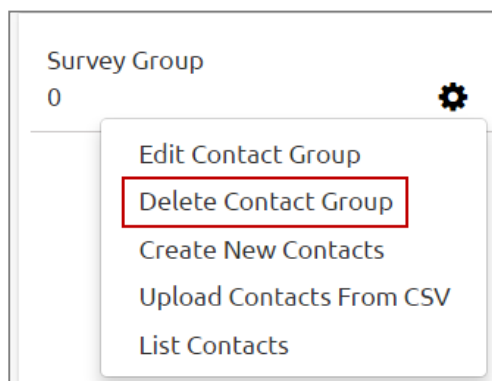 Survey Group
0
Edit Contact Group
Delete Contact Group
Create New Contacts
Upload Contacts From CSV
List Contacts